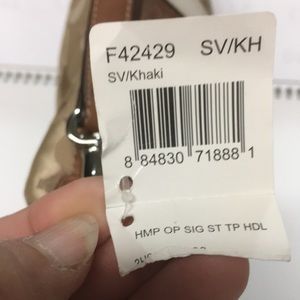 F42429 SV/KH
SV/Khaki
8 84830 71888 1
HMP OP SIG ST TP HDL